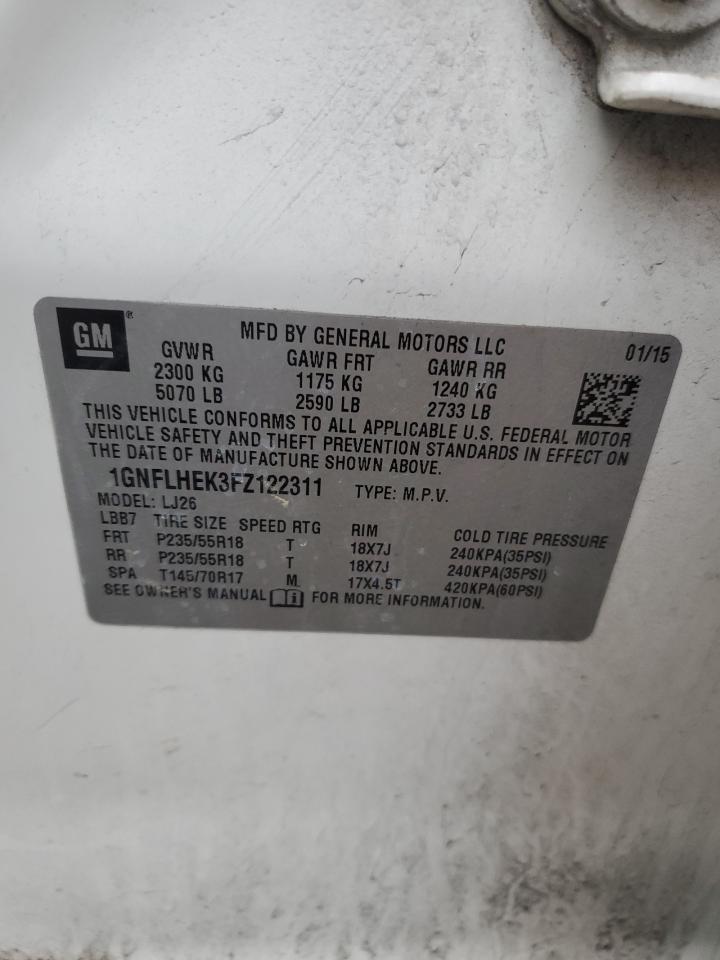 GM®
MFD BY GENERAL MOTORS LLC 01/15
GVWR GAWR FRT GAWR RR
2300 KG 1175 KG 1240 KG
5070 LB 2590 LB 2733 LB
THIS VEHICLE CONFORMS TO ALL APPLICABLE U.S. FEDERAL MOTOR
VEHICLE SAFETY AND THEFT PREVENTION STANDARDS IN EFFECT ON
THE DATE OF MANUFACTURE SHOWN ABOVE.
1GNFLHEK3FZ122311 TYPE: M.P.V.
MODEL: LJ26
LBB7 TIRE SIZE SPEED RTG RIM COLD TIRE PRESSURE
FRT P235/55R18 T 18X7J 240KPA(35PSI)
RR P235/55R18 T 18X7J 240KPA(35PSI)
SPA T145/70R17 M 17X4.5T 420KPA(60PSI)
SEE OWNER'S MANUAL FOR MORE INFORMATION.